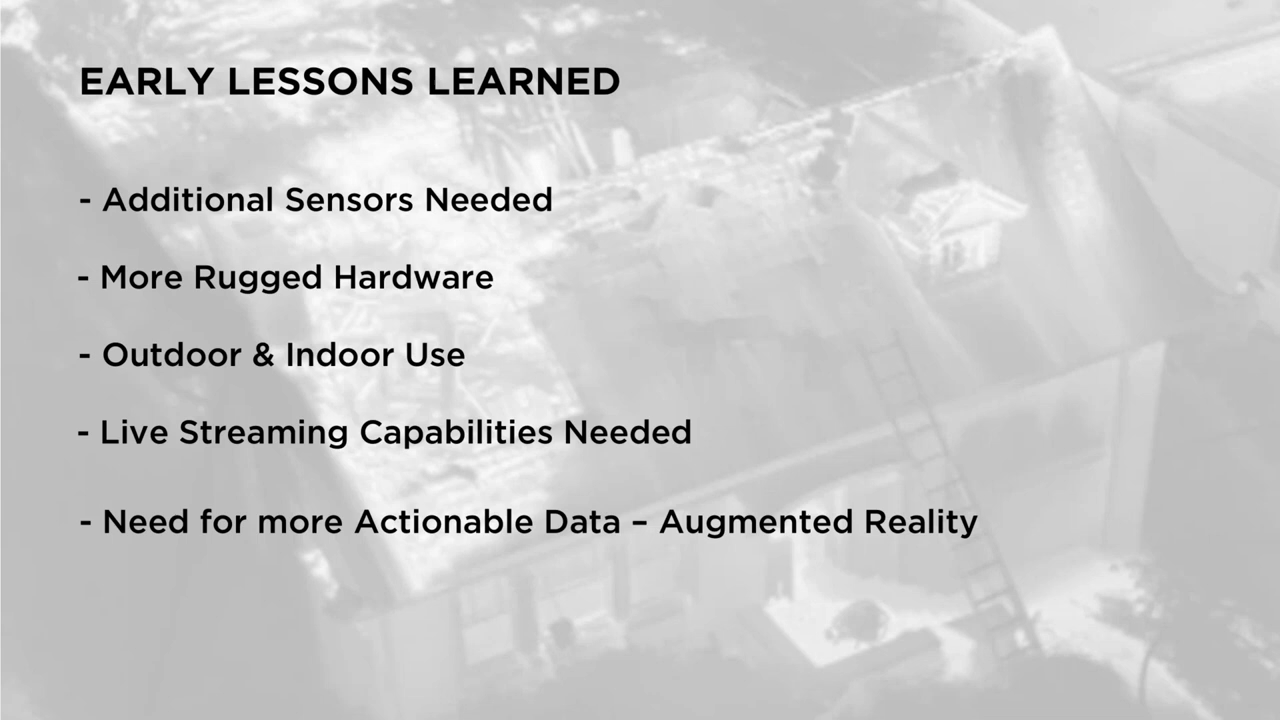 EARLY LESSONS LEARNED
- Additional Sensors Needed
- More Rugged Hardware
- Outdoor & Indoor Use
- Live Streaming Capabilities Needed
- Need for more Actionable Data – Augmented Reality